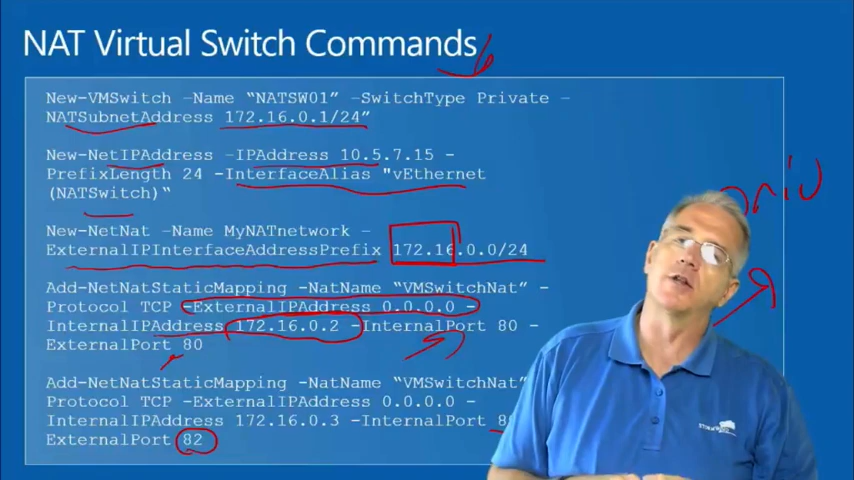 NAT Virtual Switch Commands
New-VMSwitch –Name “NATSW01” –SwitchType Private –
NATSubnetAddress 172.16.0.1/24”
New-NetIPAddress –IPAddress 10.5.7.15 -
PrefixLength 24 -InterfaceAlias "vEthernet
(NATSwitch)“
New-NetNat –Name MyNATnetwork –
ExternalIPInterfaceAddressPrefix 172.16.0.0/24
Add-NetNatStaticMapping -NatName “VMSwitchNat” -
Protocol TCP -ExternalIPAddress 0.0.0.0 -
InternalIPAddress 172.16.0.2 -InternalPort 80 -
ExternalPort 80
Add-NetNatStaticMapping -NatName “VMSwitchNat”
Protocol TCP -ExternalIPAddress 0.0.0.0 -
InternalIPAddress 172.16.0.3 -InternalPort
ExternalPort 82
priv